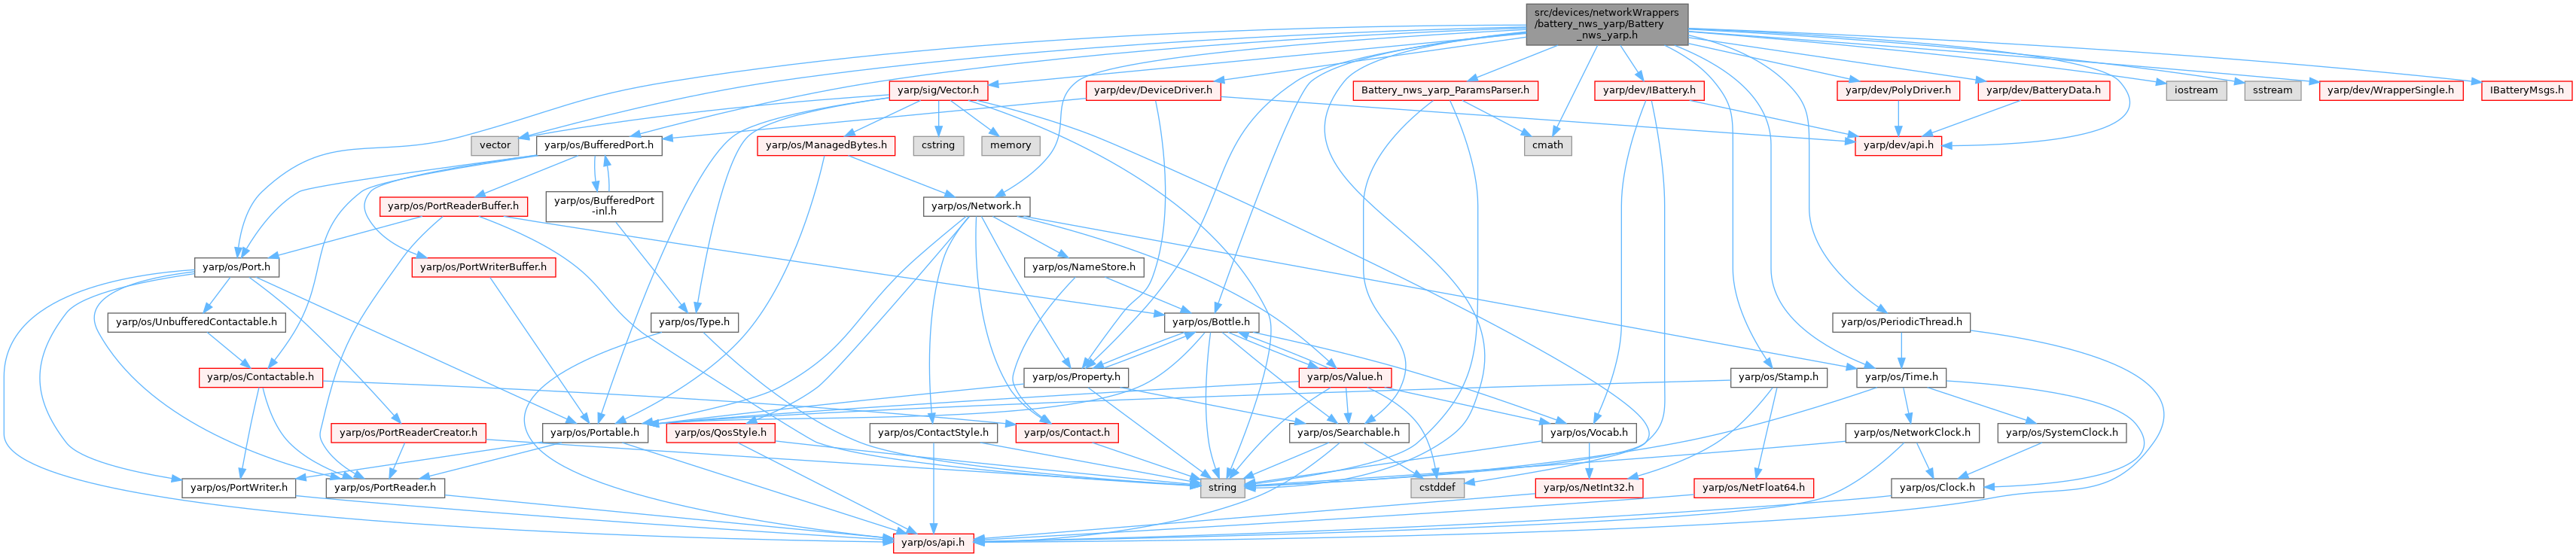 src/devices/networkWrappers
/battery_nws_yarp/Battery
_nws_yarp.h
yarp/sig/Vector.h
yarp/dev/DeviceDriver.h
Battery_nws_yarp_ParamsParser.h
yarp/dev/IBattery.h
yarp/dev/PolyDriver.h
yarp/dev/BatteryData.h
iostream
sstream
yarp/dev/WrapperSingle.h
IBatteryMsgs.h
vector
yarp/os/BufferedPort.h
yarp/os/ManagedBytes.h
cstring
memory
cmath
yarp/dev/api.h
yarp/os/PortReaderBuffer.h
yarp/os/BufferedPort
-inl.h
yarp/os/Network.h
yarp/os/Port.h
yarp/os/PortWriterBuffer.h
yarp/os/NameStore.h
yarp/os/UnbufferedContactable.h
yarp/os/Type.h
yarp/os/Bottle.h
yarp/os/PeriodicThread.h
yarp/os/Contactable.h
yarp/os/Property.h
yarp/os/Value.h
yarp/os/Stamp.h
yarp/os/Time.h
yarp/os/PortReaderCreator.h
yarp/os/Portable.h
yarp/os/QosStyle.h
yarp/os/ContactStyle.h
yarp/os/Contact.h
yarp/os/Searchable.h
yarp/os/Vocab.h
yarp/os/NetworkClock.h
yarp/os/SystemClock.h
yarp/os/PortWriter.h
yarp/os/PortReader.h
string
cstddef
yarp/os/NetInt32.h
yarp/os/NetFloat64.h
yarp/os/Clock.h
yarp/os/api.h